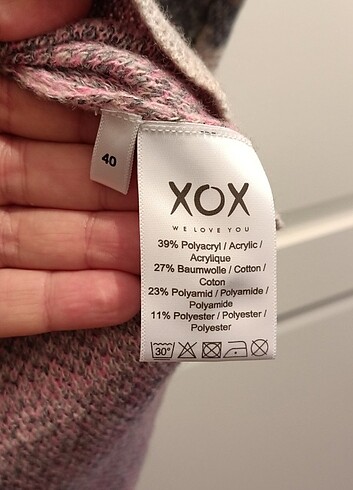 40
XOX
WE LOVE YOU
39% Polyacryl / Acrylic /
Acrylique
27% Baumwolle / Cotton /
Coton
23% Polyamid / Polyamide /
Polyamide
11% Polyester / Polyester /
Polyester
30°